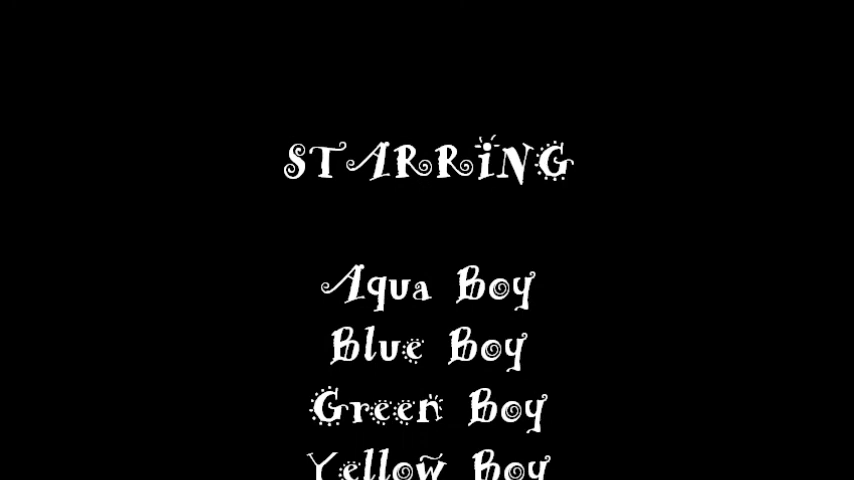 STARRiNG
Aqua Boy
Blue Boy
Green Boy
Yellow Boy